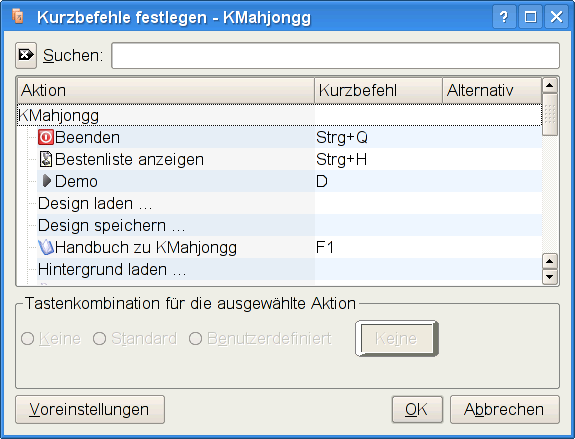 Kurzbefehle festlegen - KMahjongg
Suchen:
Aktion Kurzbefehl Alternativ
KMahjongg
Beenden Strg+Q
Bestenliste anzeigen Strg+H
Demo D
Design laden ...
Design speichern ...
Handbuch zu KMahjongg F1
Hintergrund laden ...
Tastenkombination für die ausgewählte Aktion
Keine Standard Benutzerdefiniert Keine
Voreinstellungen OK Abbrechen